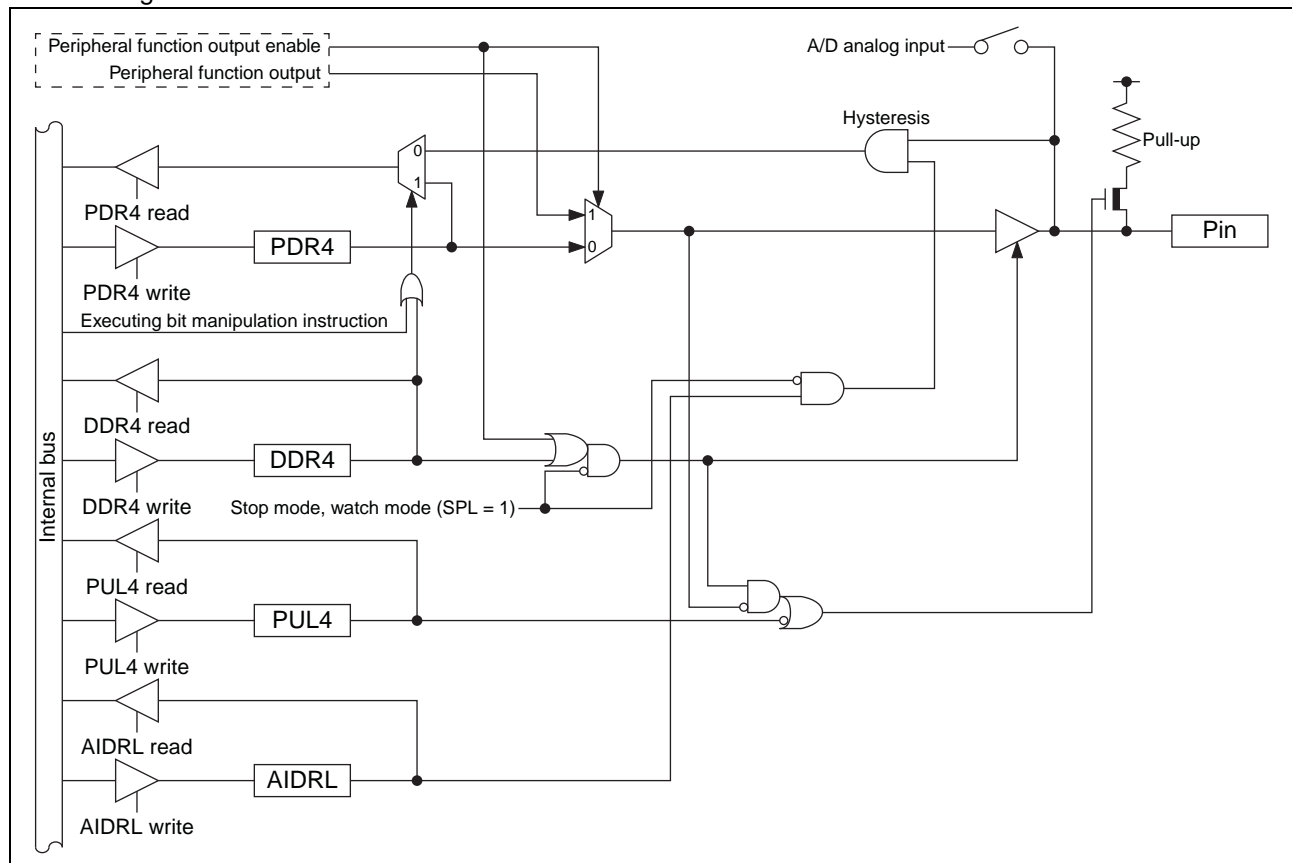 Peripheral function output enable
Peripheral function output
A/D analog input
Hysteresis
Pull-up
0
1
PDR4 read
1
0
PDR4
Pin
PDR4 write
Executing bit manipulation instruction
DDR4 read
Internal bus
DDR4
DDR4 write
Stop mode, watch mode (SPL = 1)
PUL4 read
PUL4
PUL4 write
AIDRL read
AIDRL
AIDRL write